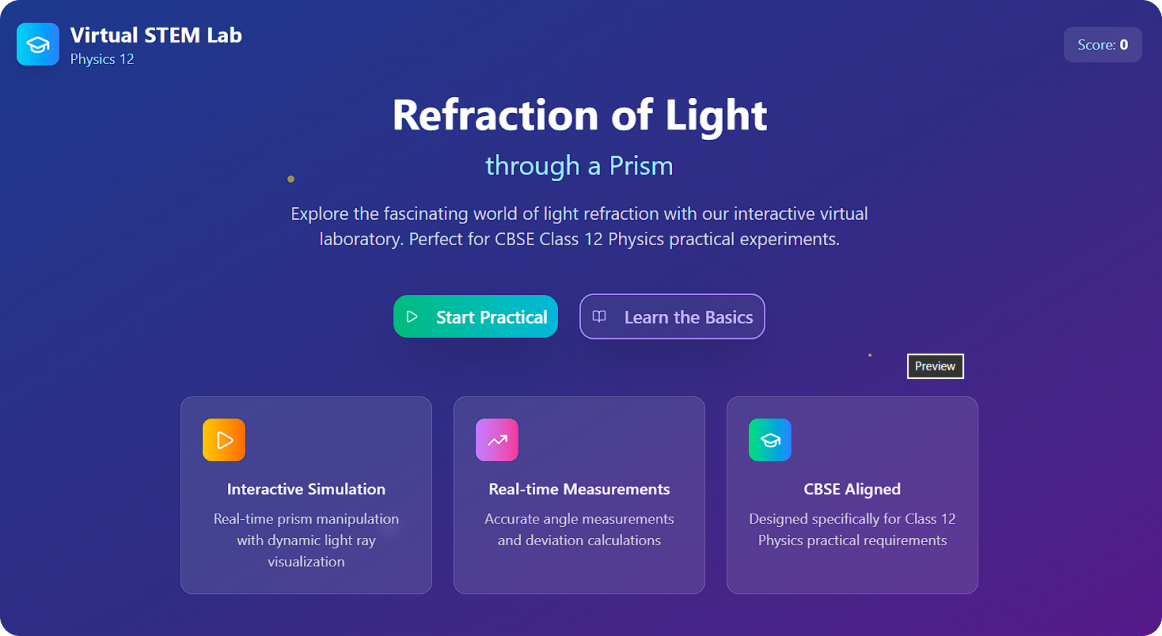 Virtual STEM Lab
Physics 12
Score: 0
Refraction of Light
through a Prism
Explore the fascinating world of light refraction with our interactive virtual
laboratory. Perfect for CBSE Class 12 Physics practical experiments.
Start Practical
Learn the Basics
Preview
Interactive Simulation
Real-time prism manipulation
with dynamic light ray
visualization
Real-time Measurements
Accurate angle measurements
and deviation calculations
CBSE Aligned
Designed specifically for Class 12
Physics practical requirements